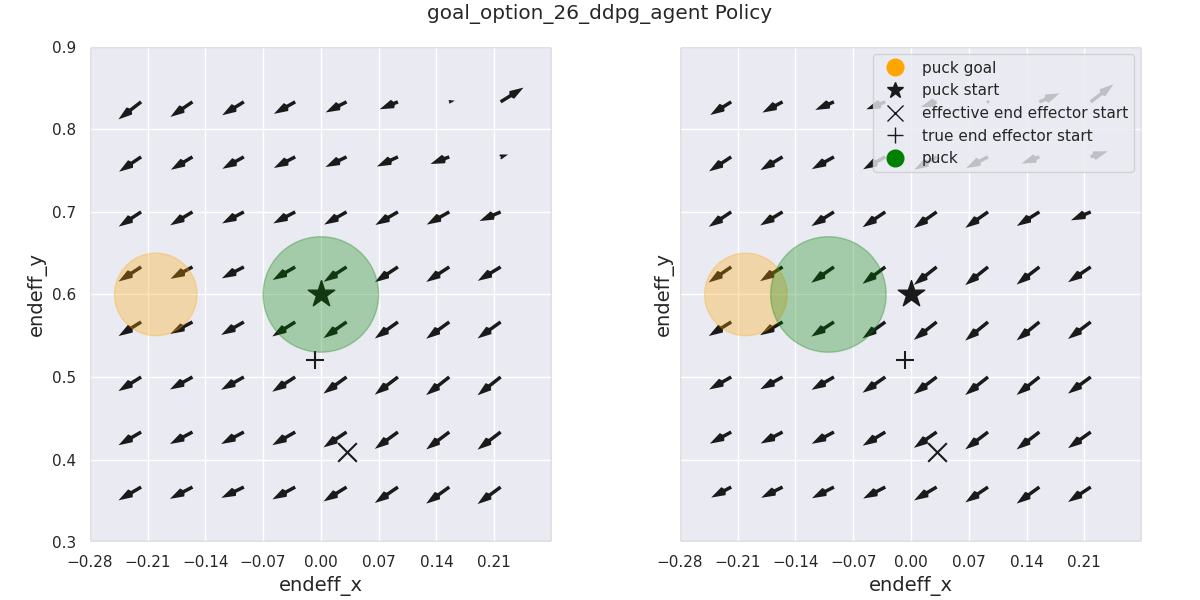 goal_option_26_ddpg_agent Policy
endeff_y
0.9
0.8
0.7
0.6
0.5
0.4
0.3
−0.28 −0.21 −0.14 −0.07 0.00 0.07 0.14 0.21
endeff_x
endeff_y
puck goal
puck start
effective end effector start
true end effector start
puck
−0.28 −0.21 −0.14 −0.07 0.00 0.07 0.14 0.21
endeff_x